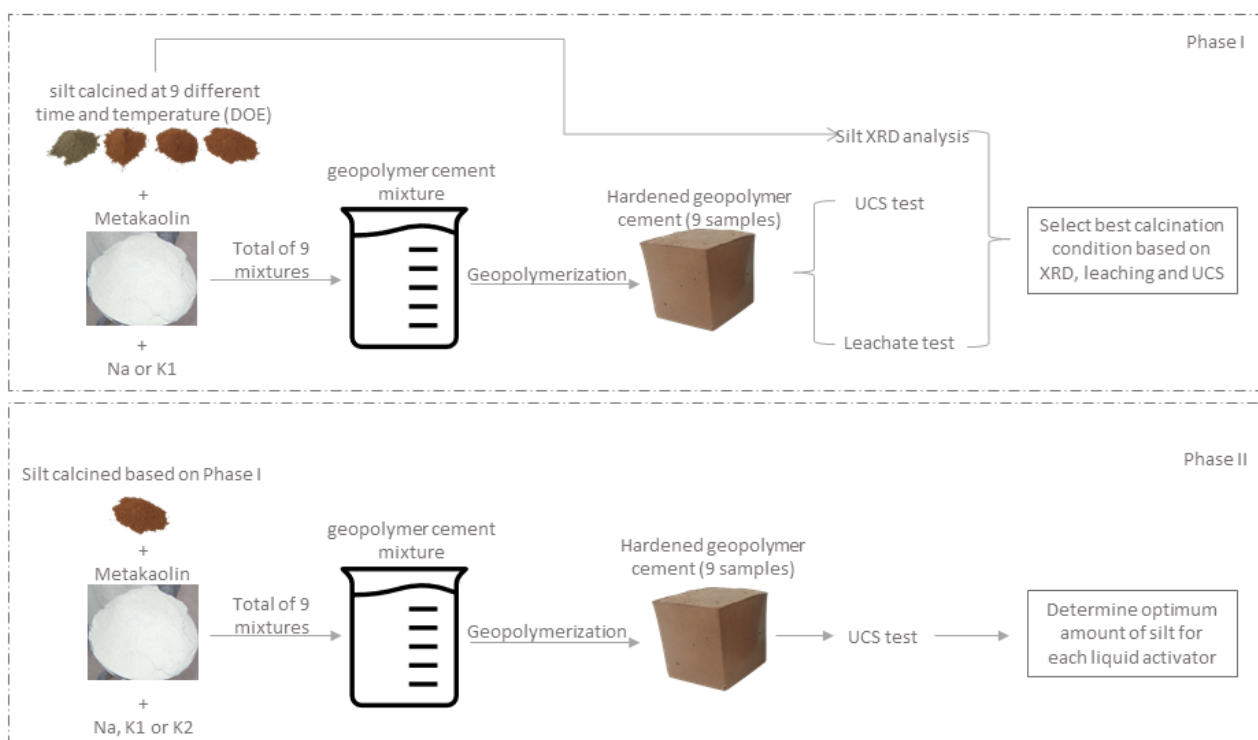 Phase I
silt calcined at 9 different
time and temperature (DOE)
+
Metakaolin
+
Na or K1
Total of 9
mixtures
geopolymer cement
mixture
Geopolymerization
Hardened geopolymer
cement (9 samples)
Silt XRD analysis
UCS test
Leachate test
Select best calcination
condition based on
XRD, leaching and UCS
Phase II
Silt calcined based on Phase I
+
Metakaolin
+
Na, K1 or K2
Total of 9
mixtures
geopolymer cement
mixture
Geopolymerization
Hardened geopolymer
cement (9 samples)
UCS test
Determine optimum
amount of silt for
each liquid activator